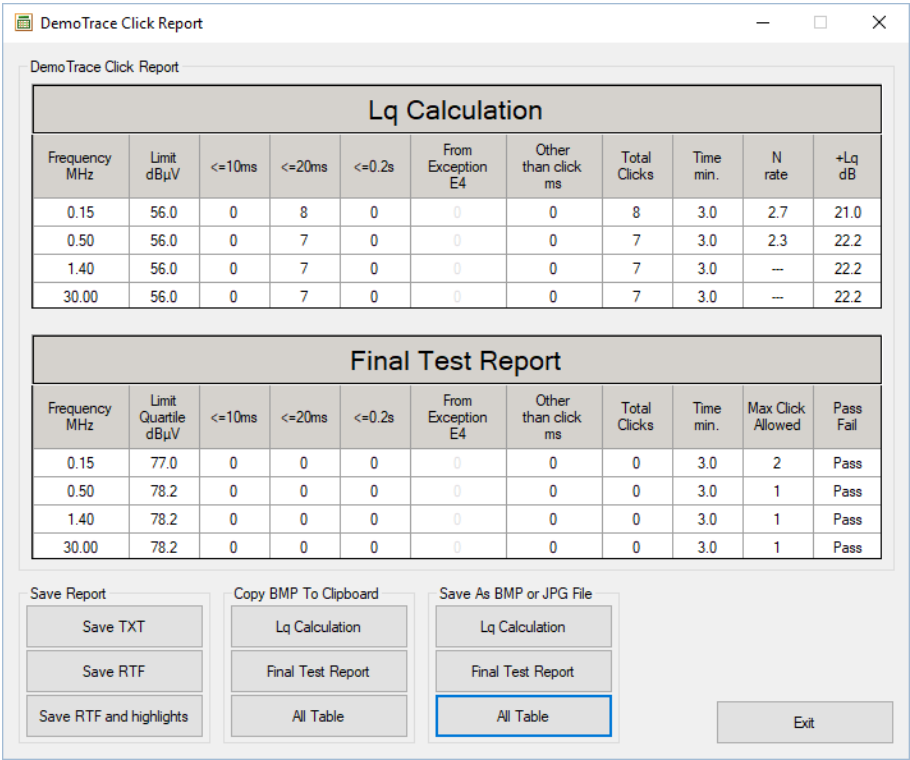 DemoTrace Click Report
DemoTrace Click Report
Lq Calculation
Frequency MHz Limit dBµV <=10ms <=20ms <=0.2s From Exception E4 Other than click ms Total Clicks Time min. N rate +Lq dB
0.15 56.0 0 8 0 0 0 8 3.0 2.7 21.0
0.50 56.0 0 7 0 0 0 7 3.0 2.3 22.2
1.40 56.0 0 7 0 0 0 7 3.0 --- 22.2
30.00 56.0 0 7 0 0 0 7 3.0 --- 22.2
Final Test Report
Frequency MHz Limit Quartile dBµV <=10ms <=20ms <=0.2s From Exception E4 Other than click ms Total Clicks Time min. Max Click Allowed Pass Fail
0.15 77.0 0 0 0 0 0 0 3.0 2 Pass
0.50 78.2 0 0 0 0 0 0 3.0 1 Pass
1.40 78.2 0 0 0 0 0 0 3.0 1 Pass
30.00 78.2 0 0 0 0 0 0 3.0 1 Pass
Save Report Copy BMP To Clipboard Save As BMP or JPG File
Save TXT Lq Calculation Lq Calculation
Save RTF Final Test Report Final Test Report
Save RTF and highlights All Table All Table
Exit